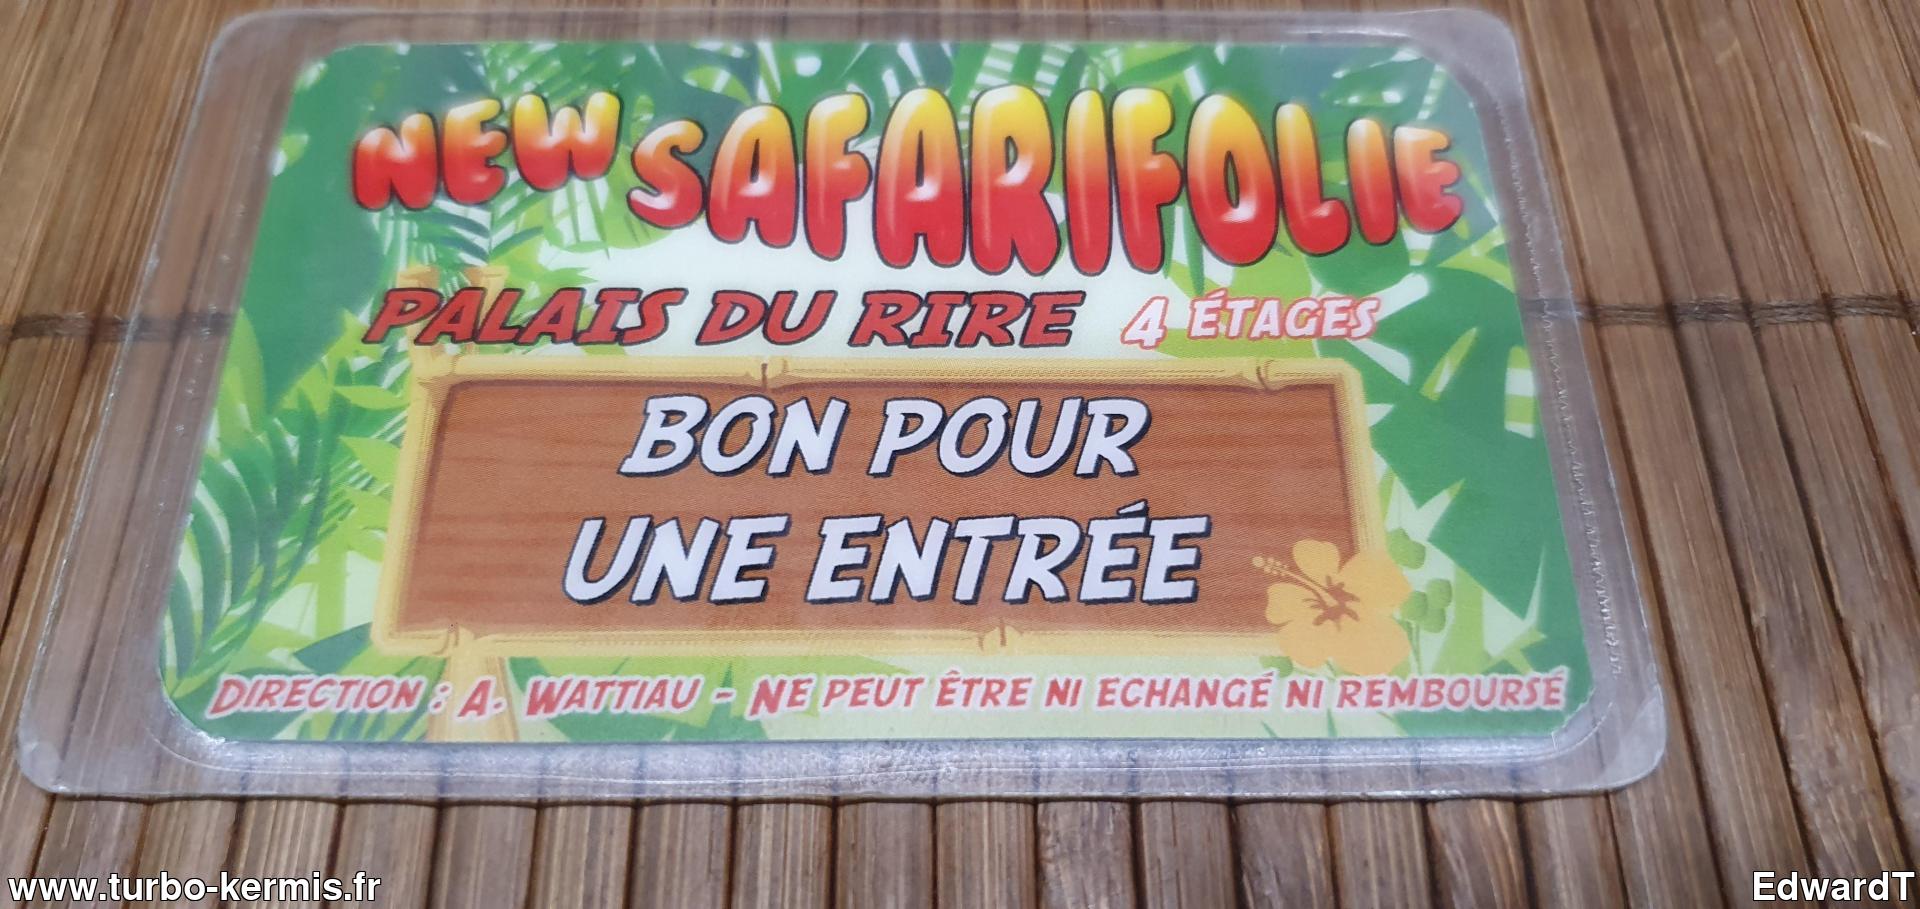 NEW SAFARIFOLIE
PALAIS DU RIRE 4 ÉTAGES
BON POUR
UNE ENTRÉE
DIRECTION : A. WATTIAU - NE PEUT ÊTRE NI ECHANGÉ NI REMBOURSÉ
www.turbo-kermis.fr EdwardT